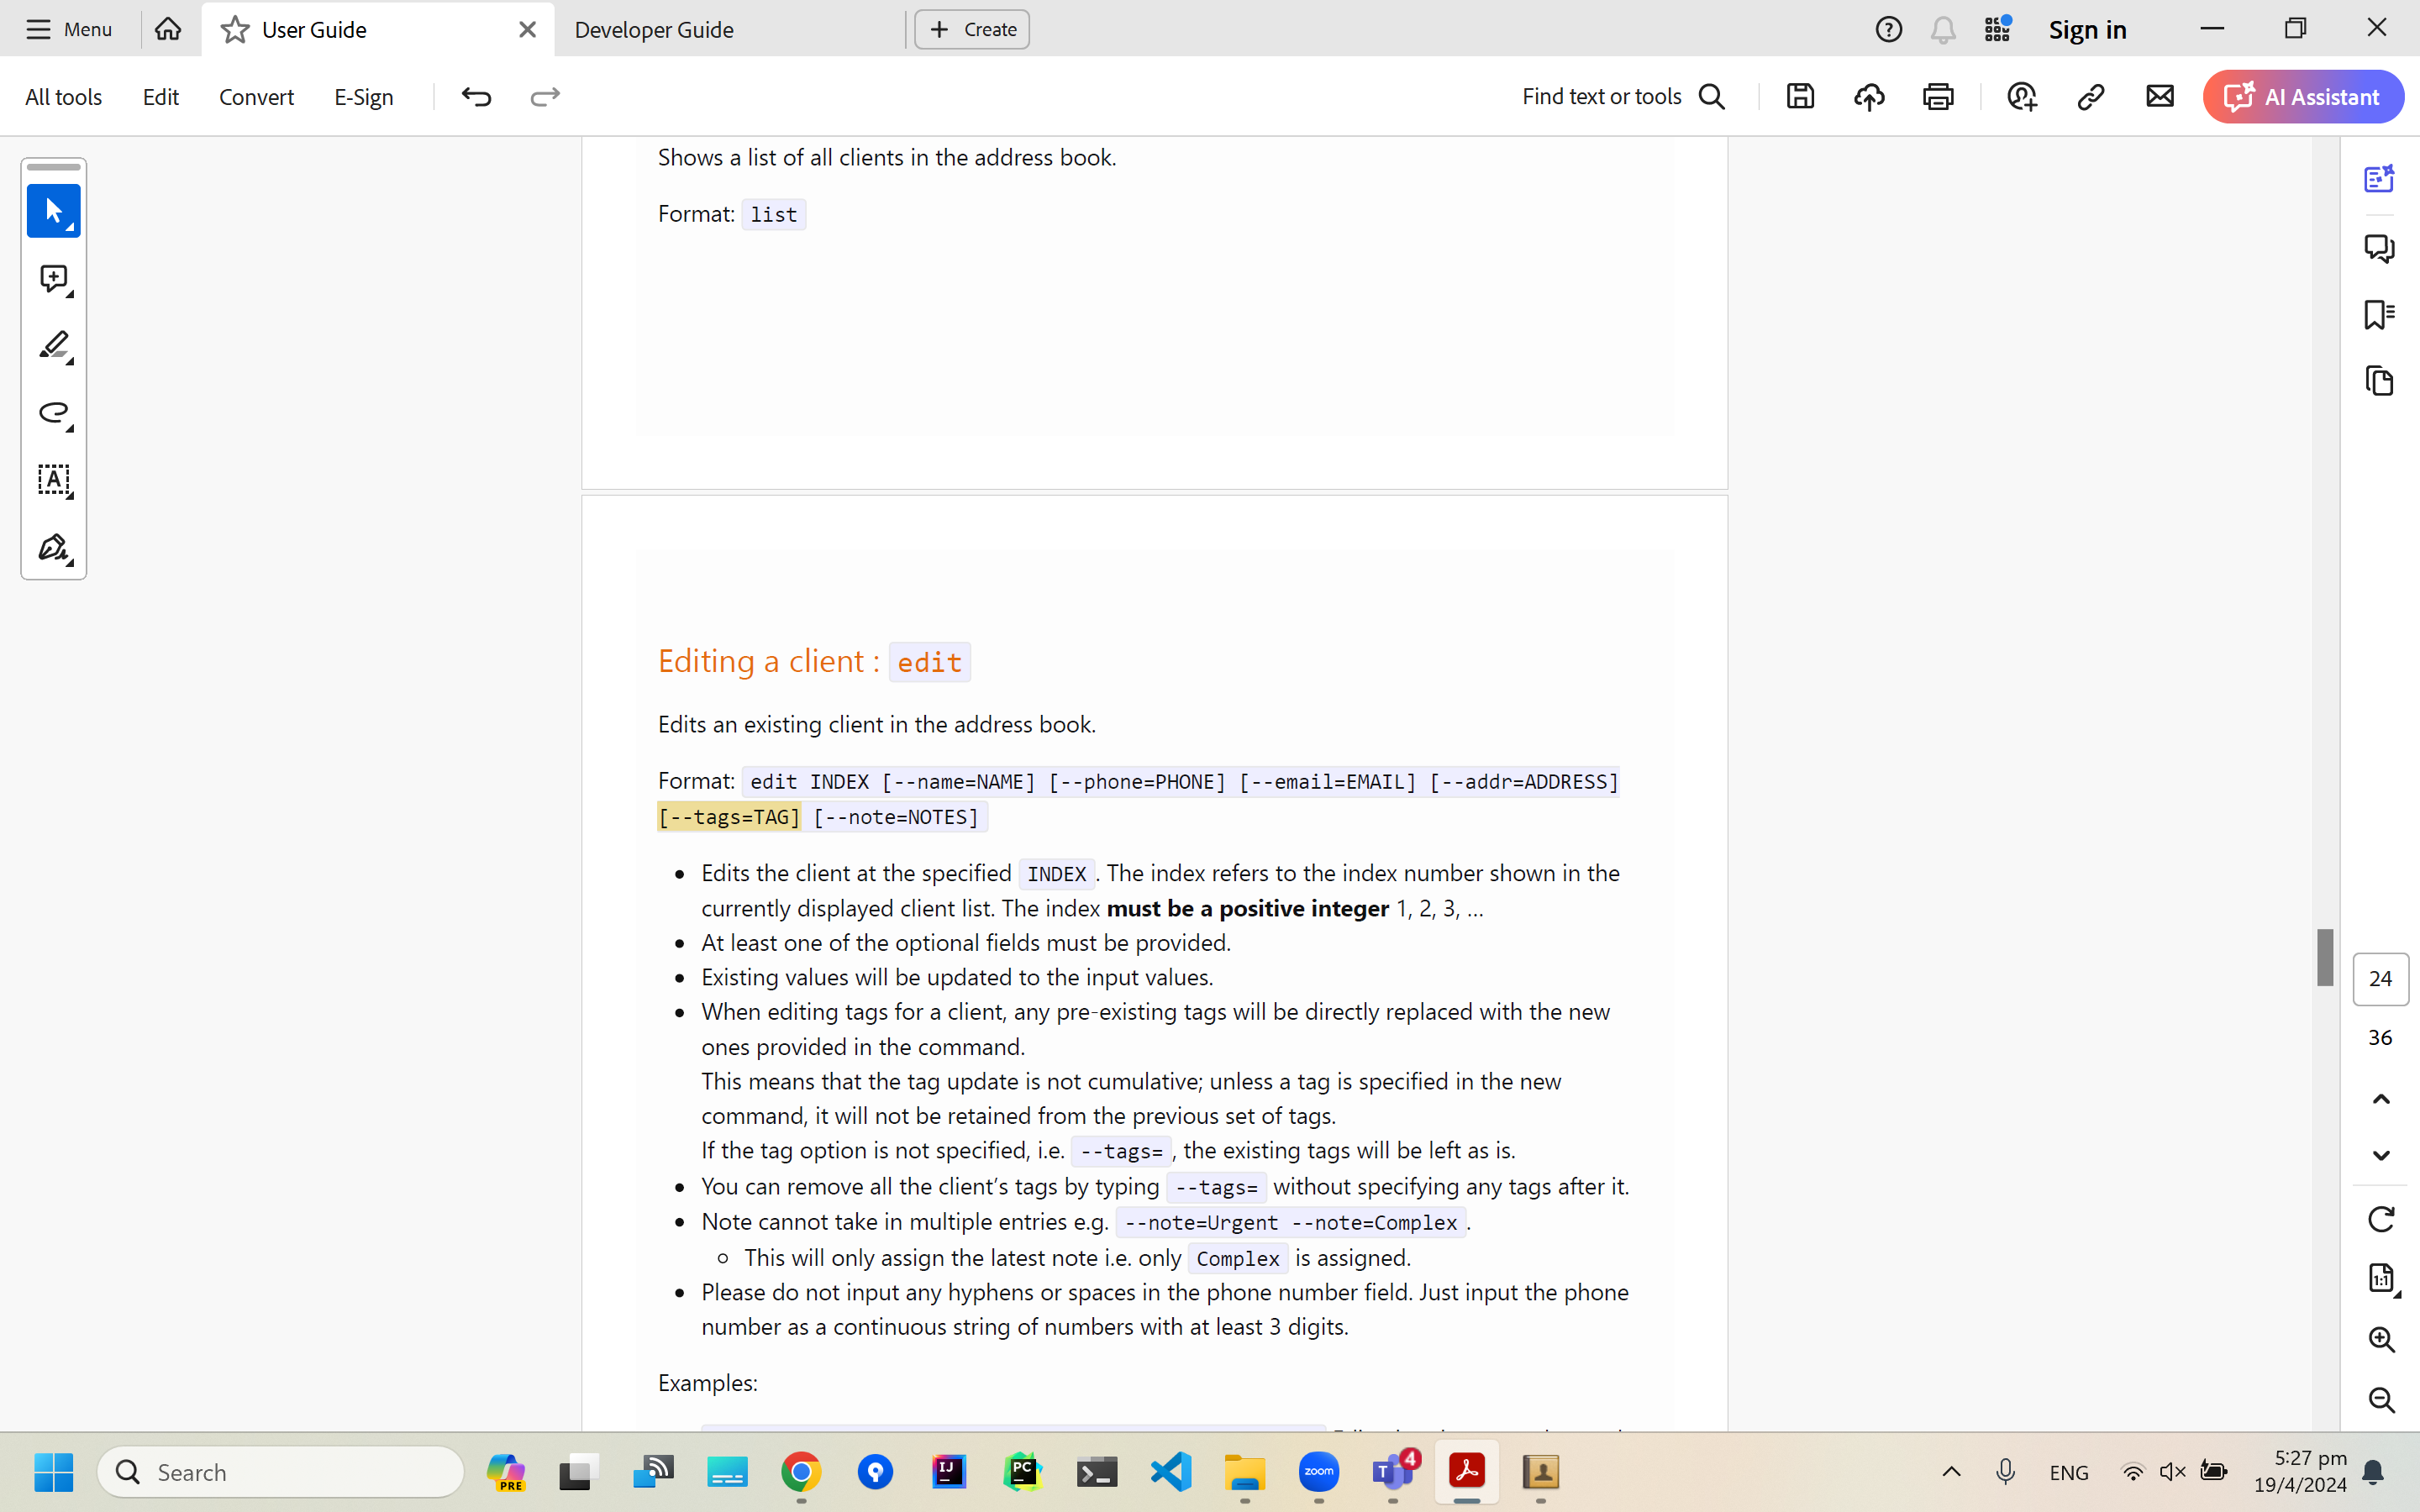 Menu
User Guide
Developer Guide
Create
Sign in
All tools
Edit
Convert
E-Sign
Find text or tools
AI Assistant
Shows a list of all clients in the address book.
Format: list
Editing a client : edit
Edits an existing client in the address book.
Format: edit INDEX [--name=NAME] [--phone=PHONE] [--email=EMAIL] [--addr=ADDRESS]
[--tags=TAG] [--note=NOTES]
• Edits the client at the specified INDEX . The index refers to the index number shown in the
currently displayed client list. The index must be a positive integer 1, 2, 3, …
• At least one of the optional fields must be provided.
• Existing values will be updated to the input values.
• When editing tags for a client, any pre-existing tags will be directly replaced with the new
ones provided in the command.
This means that the tag update is not cumulative; unless a tag is specified in the new
command, it will not be retained from the previous set of tags.
If the tag option is not specified, i.e. --tags= , the existing tags will be left as is.
• You can remove all the client’s tags by typing --tags= without specifying any tags after it.
• Note cannot take in multiple entries e.g. --note=Urgent --note=Complex .
○ This will only assign the latest note i.e. only Complex is assigned.
• Please do not input any hyphens or spaces in the phone number field. Just input the phone
number as a continuous string of numbers with at least 3 digits.
Examples:
24
36
1:1
Search
PRE
IJ
PC
zoom
T
4
ENG
5:27 pm
19/4/2024